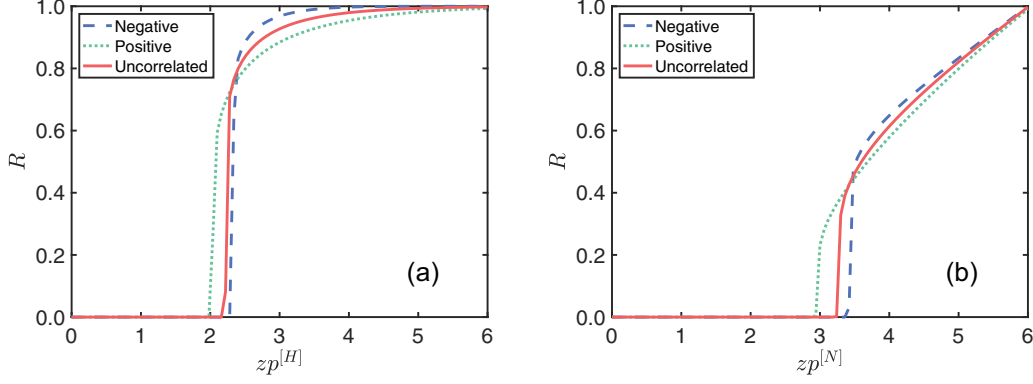 1.0
0.8
0.6
0.4
0.2
0.0
R
Negative
Positive
Uncorrelated
(a)
0 1 2 3 4 5 6
zp^[H]
1.0
0.8
0.6
0.4
0.2
0.0
R
Negative
Positive
Uncorrelated
(b)
0 1 2 3 4 5 6
zp^[N]